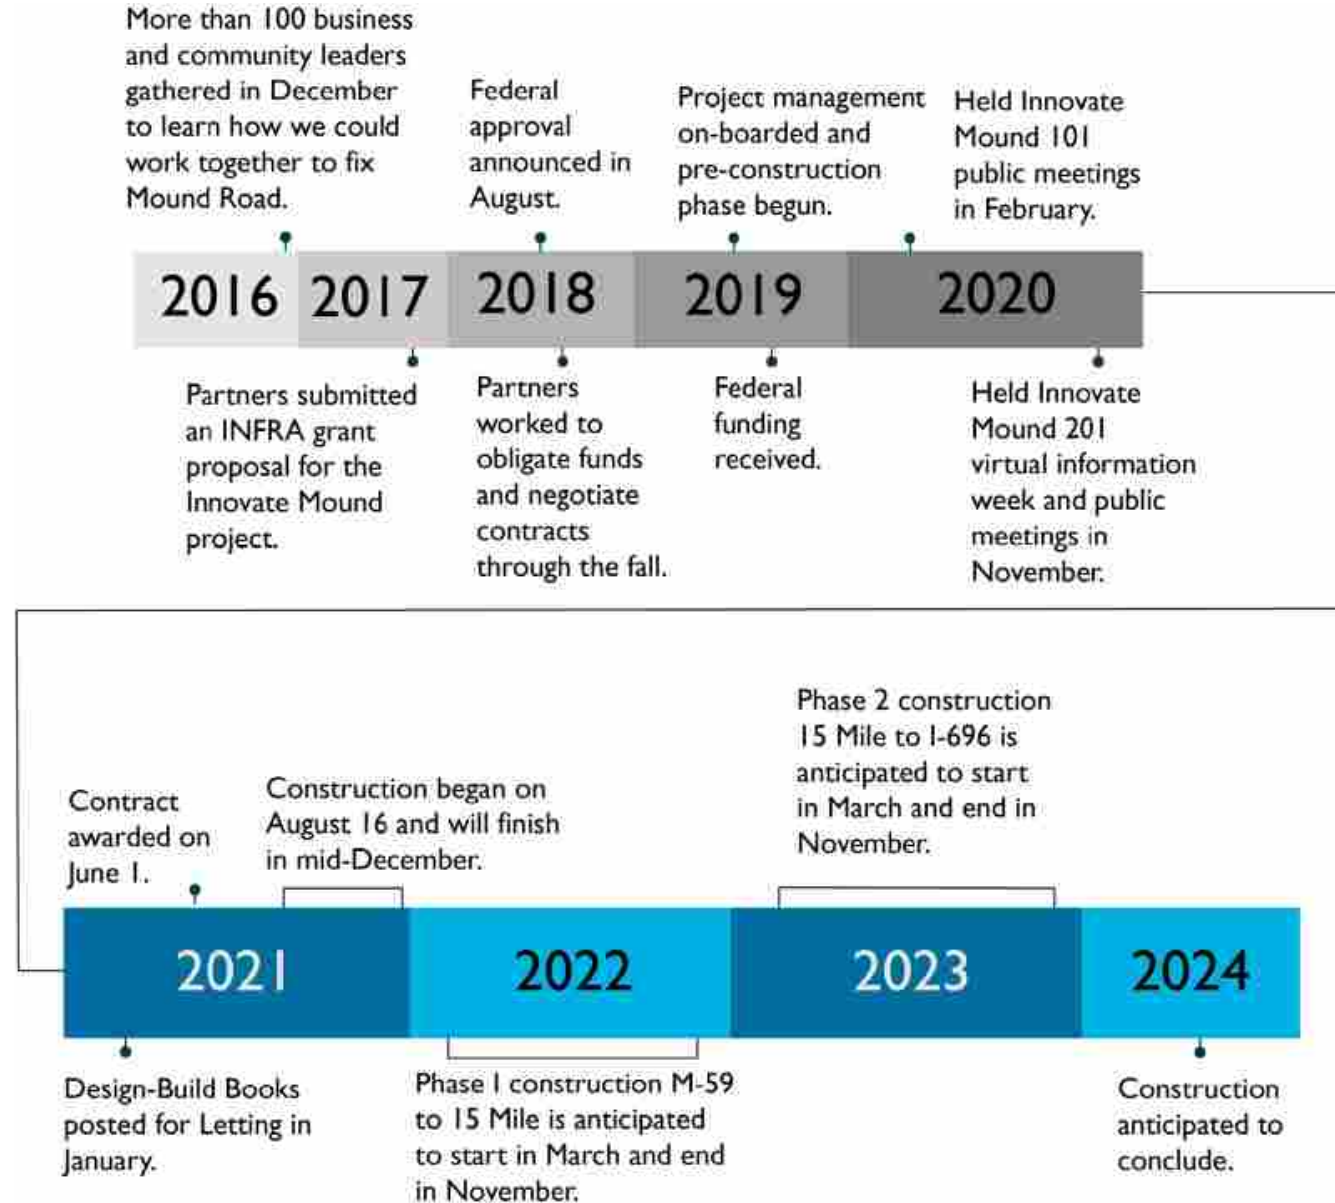 More than 100 business
and community leaders
gathered in December
to learn how we could
work together to fix
Mound Road.
Federal
approval
announced in
August.
Project management
on-boarded and
pre-construction
phase begun.
Held Innovate
Mound 101
public meetings
in February.
2016
2017
2018
2019
2020
Partners submitted
an INFRA grant
proposal for the
Innovate Mound
project.
Partners
worked to
obligate funds
and negotiate
contracts
through the fall.
Federal
funding
received.
Held Innovate
Mound 201
virtual information
week and public
meetings in
November.
Contract
awarded on
June 1.
Construction began on
August 16 and will finish
in mid-December.
Phase 2 construction
15 Mile to I-696 is
anticipated to start
in March and end in
November.
2021
2022
2023
2024
Design-Build Books
posted for Letting in
January.
Phase 1 construction M-59
to 15 Mile is anticipated
to start in March and end
in November.
Construction
anticipated to
conclude.